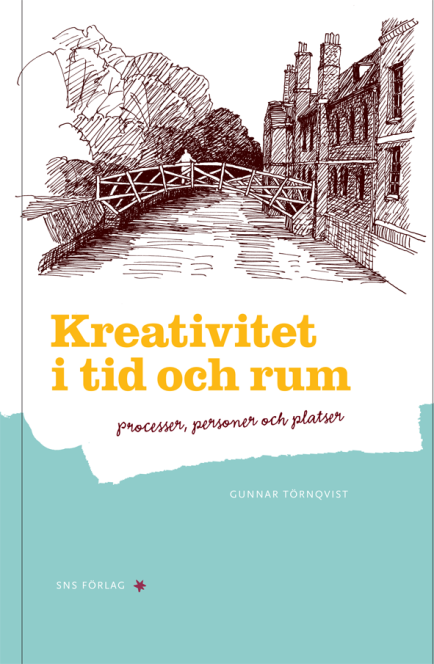 Kreativitet
i tid och rum
processer, personer och platser
GUNNAR TÖRNQVIST
SNS FÖRLAG